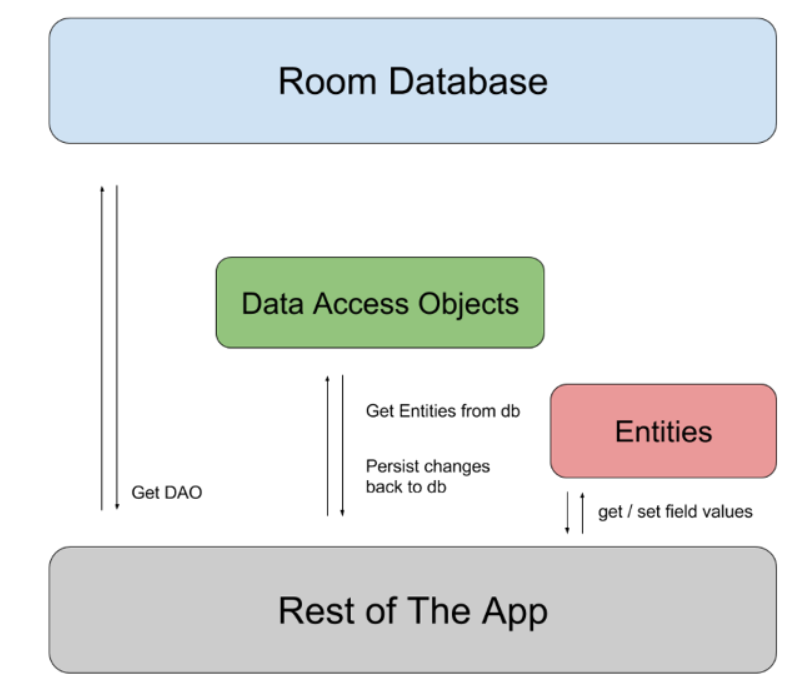 Room Database
Data Access Objects
Get Entities from db
Entities
Persist changes
back to db
Get DAO
get / set field values
Rest of The App